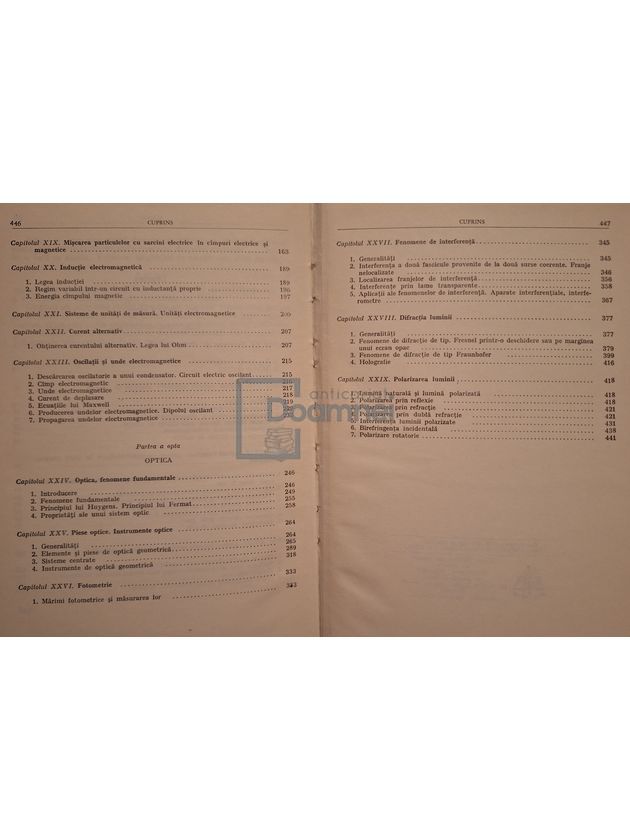 446
CUPRINS
Capitolul XIX. Mişcarea particulelor cu sarcini electrice în cîmpuri electrice şi
magnetice 163
Capitolul XX. Inducţie electromagnetică 189
1. Legea inducţiei 189
2. Regim variabil într-un circuit cu inductanţă proprie 196
3. Energia cîmpului magnetic 197
Capitolul XXI. Sisteme de unităţi de măsură. Unităţi electromagnetice 200
Capitolul XXII. Curent alternativ 207
1. Obţinerea curentului alternativ. Legea lui Ohm 207
Capitolul XXIII. Oscilaţii şi unde electromagnetice 215
1. Descărcarea oscilatorie a unui condensator. Circuit electric oscilant 215
2. Cîmp electromagnetic 216
3. Unde electromagnetice 217
4. Curent de deplasare 218
5. Ecuaţiile lui Maxwell 219
6. Producerea undelor electromagnetice. Dipolul oscilant
7. Propagarea undelor electromagnetice
Partea a opta
OPTICA
Capitolul XXIV. Optica, fenomene fundamentale 246
1. Introducere 246
2. Fenomene fundamentale 249
3. Principiul lui Huygens. Principiul lui Fermat 255
4. Proprietăţi ale unui sistem optic 258
Capitolul XXV. Piese optice. Instrumente optice 264
1. Generalităţi 264
2. Elemente şi piese de optică geometrică 265
3. Sisteme centrate 289
4. Instrumente de optică geometrică 318
Capitolul XXVI. Fotometrie 333
1. Mărimi fotometrice şi măsurarea lor 333
CUPRINS
447
Capitolul XXVII. Fenomene de interferenţă 345
1. Generalităţi 345
2. Interferenţa a două fascicule provenite de la două surse coerente. Franje
nelocalizate 346
3. Localizarea franjelor de interferenţă 356
4. Interferenţe prin lame transparente 358
5. Aplicaţii ale fenomenelor de interferenţă. Aparate interferenţiale, interfe-
rometre 367
Capitolul XXVIII. Difracţia luminii 377
1. Generalităţi 377
2. Fenomene de difracţie de tip. Fresnel printr-o deschidere sau pe marginea
unui ecran opac 379
3. Fenomene de difracţie de tip Fraunhofer 399
4. Holografie 416
Capitolul XXIX. Polarizarea luminii 418
1. Lumină naturală şi lumină polarizată 418
2. Polarizarea prin reflexie 418
3. Polarizarea prin refracţie 421
4. Polarizare prin dublă refracţie 421
5. Interferenţa luminii polarizate 431
6. Birefringenţa incidentală 438
7. Polarizare rotatorie 441